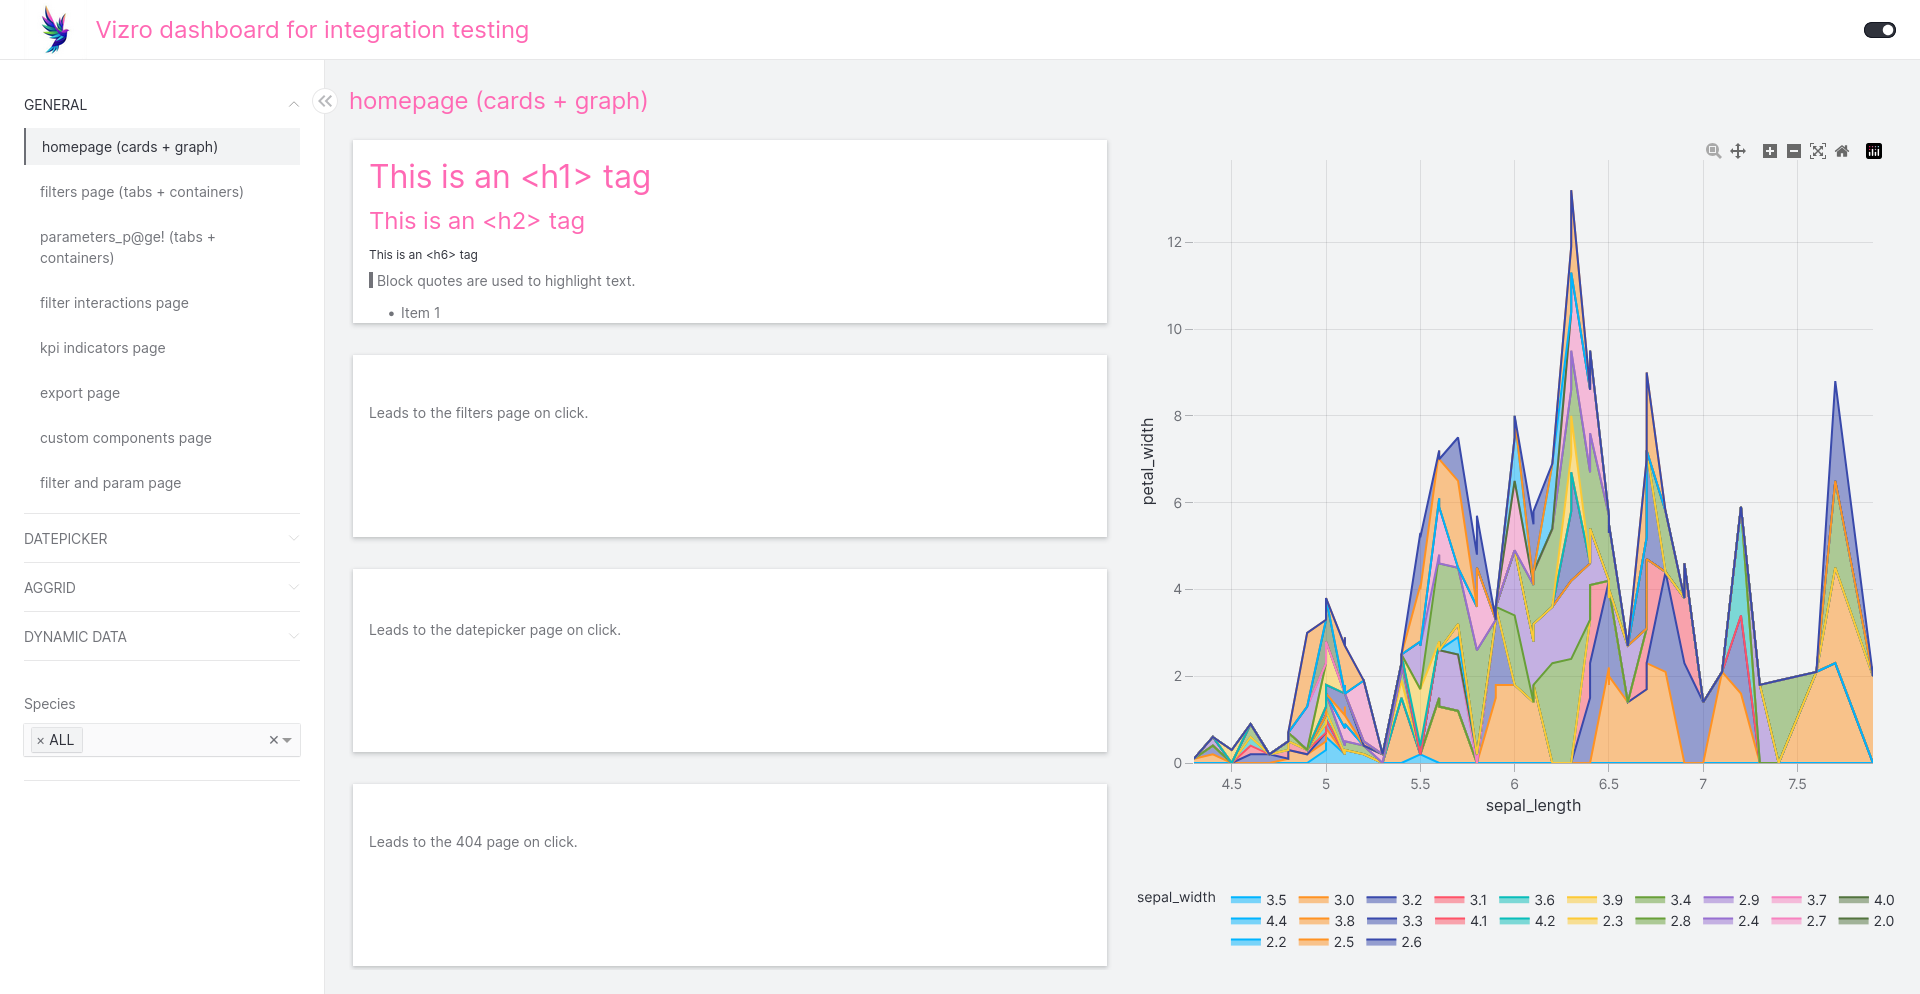 Vizro dashboard for integration testing
GENERAL
homepage (cards + graph)
filters page (tabs + containers)
parameters_p@ge! (tabs +
containers)
filter interactions page
kpi indicators page
export page
custom components page
filter and param page
DATEPICKER
AGGRID
DYNAMIC DATA
Species
× ALL
homepage (cards + graph)
This is an <h1> tag
This is an <h2> tag
This is an <h6> tag
Block quotes are used to highlight text.
• Item 1
Leads to the filters page on click.
Leads to the datepicker page on click.
Leads to the 404 page on click.
petal_width
12
10
8
6
4
2
0
4.5 5 5.5 6 6.5 7 7.5
sepal_length
sepal_width
3.5 3.0 3.2 3.1 3.6 3.9 3.4 2.9 3.7 4.0
4.4 3.8 3.3 4.1 4.2 2.3 2.8 2.4 2.7 2.0
2.2 2.5 2.6